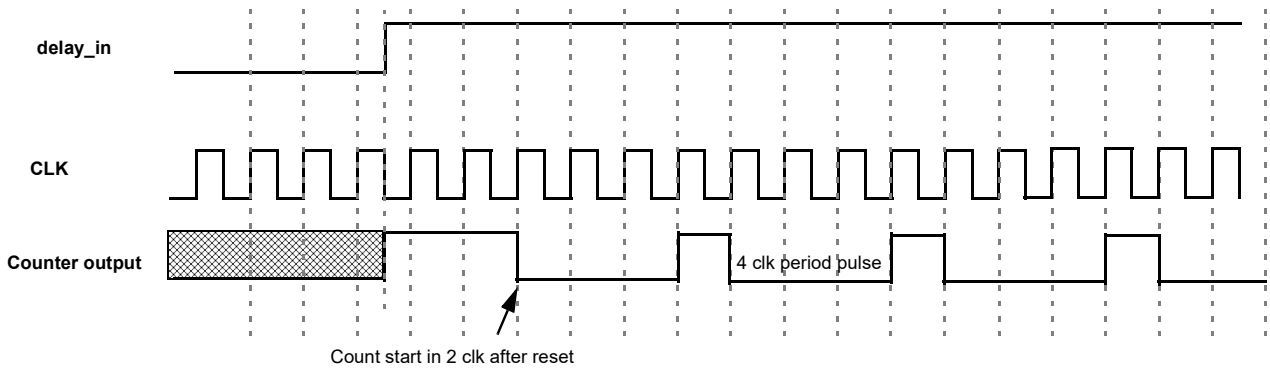 delay_in
CLK
Counter output
4 clk period pulse
Count start in 2 clk after reset